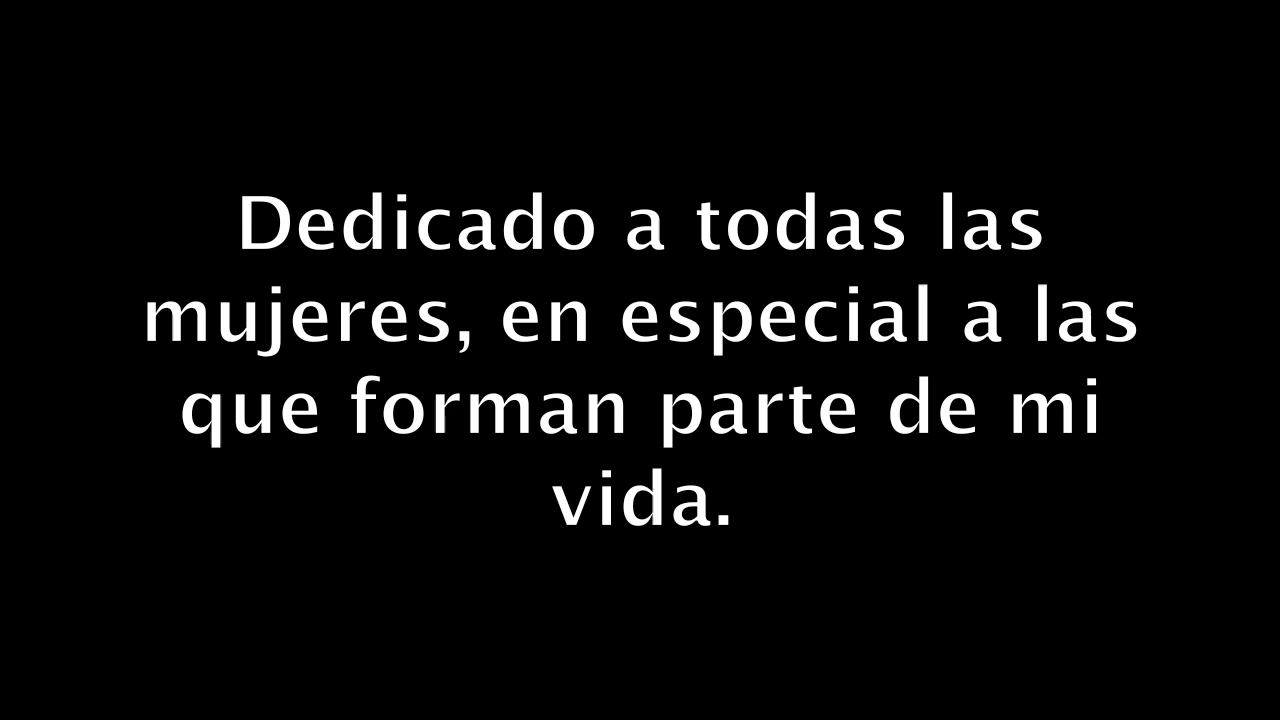 Dedicado a todas las
mujeres, en especial a las
que forman parte de mi
vida.